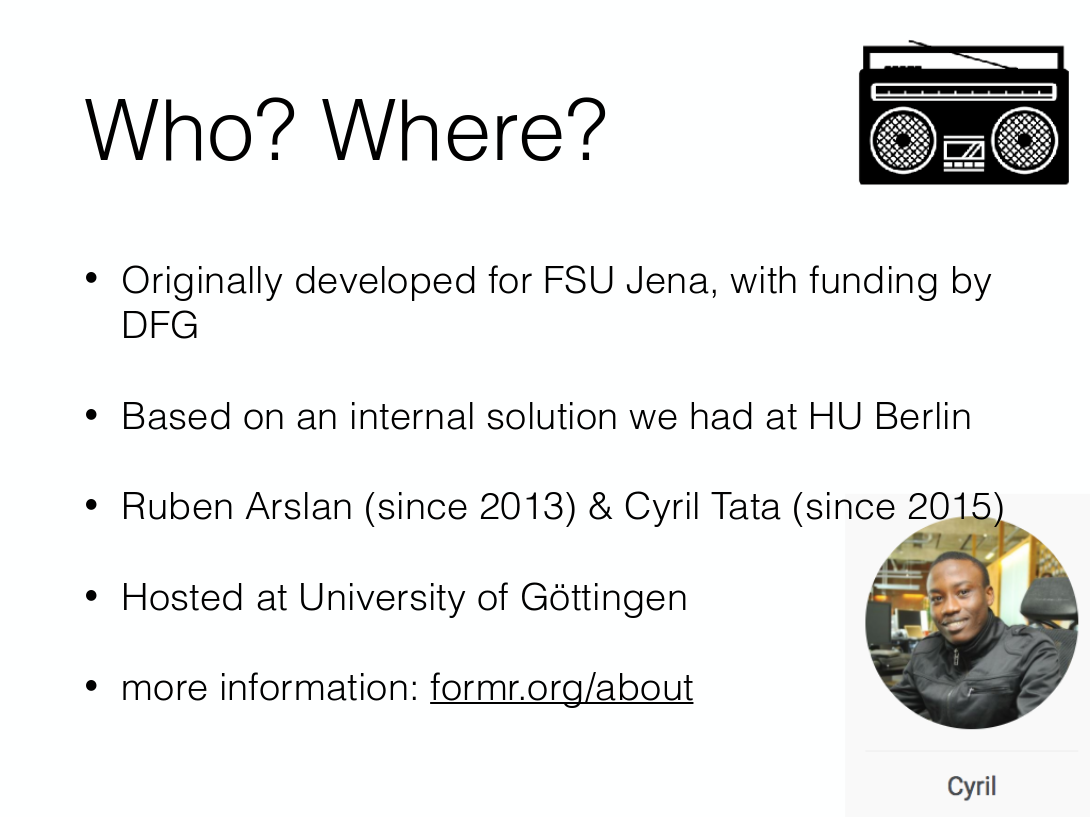 Who? Where?
• Originally developed for FSU Jena, with funding by
DFG
• Based on an internal solution we had at HU Berlin
• Ruben Arslan (since 2013) & Cyril Tata (since 2015)
• Hosted at University of Göttingen
• more information: formr.org/about
Cyril